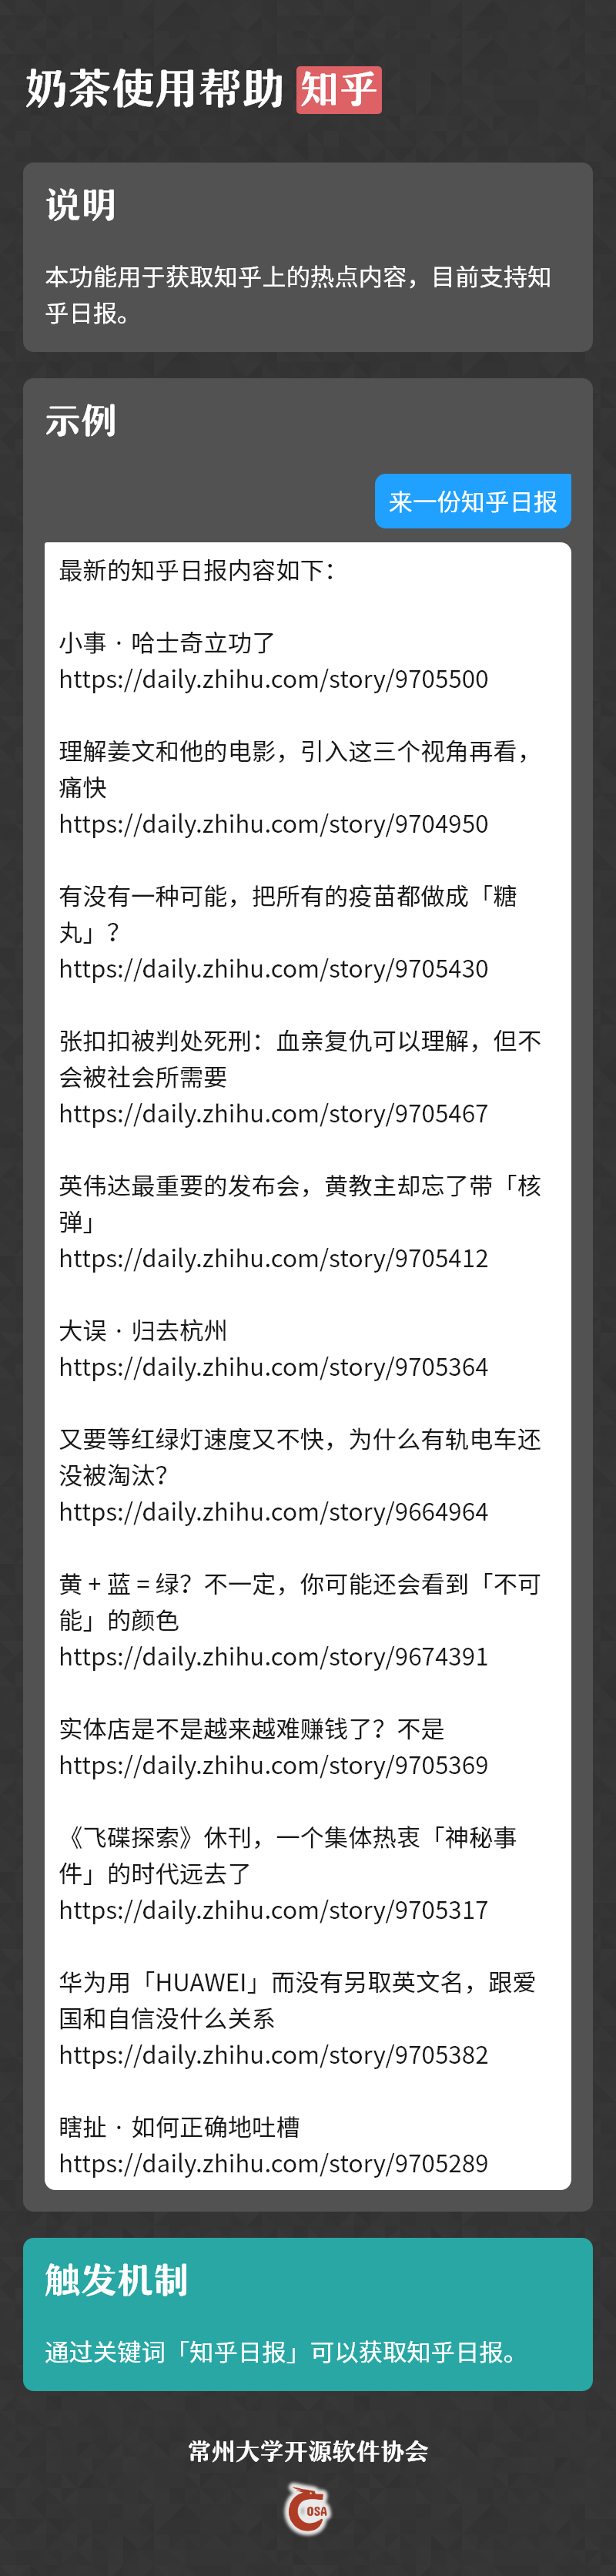 奶茶使用帮助 知乎
说明
本功能用于获取知乎上的热点内容，目前支持知
乎日报。
示例
来一份知乎日报
最新的知乎日报内容如下：
小事 · 哈士奇立功了
https://daily.zhihu.com/story/9705500
理解姜文和他的电影，引入这三个视角再看，
痛快
https://daily.zhihu.com/story/9704950
有没有一种可能，把所有的疫苗都做成「糖
丸」？
https://daily.zhihu.com/story/9705430
张扣扣被判处死刑：血亲复仇可以理解，但不
会被社会所需要
https://daily.zhihu.com/story/9705467
英伟达最重要的发布会，黄教主却忘了带「核
弹」
https://daily.zhihu.com/story/9705412
大误 · 归去杭州
https://daily.zhihu.com/story/9705364
又要等红绿灯速度又不快，为什么有轨电车还
没被淘汰？
https://daily.zhihu.com/story/9664964
黄 + 蓝 = 绿？不一定，你可能还会看到「不可
能」的颜色
https://daily.zhihu.com/story/9674391
实体店是不是越来越难赚钱了？不是
https://daily.zhihu.com/story/9705369
《飞碟探索》休刊，一个集体热衷「神秘事
件」的时代远去了
https://daily.zhihu.com/story/9705317
华为用「HUAWEI」而没有另取英文名，跟爱
国和自信没什么关系
https://daily.zhihu.com/story/9705382
瞎扯 · 如何正确地吐槽
https://daily.zhihu.com/story/9705289
触发机制
通过关键词「知乎日报」可以获取知乎日报。
常州大学开源软件协会
OSA